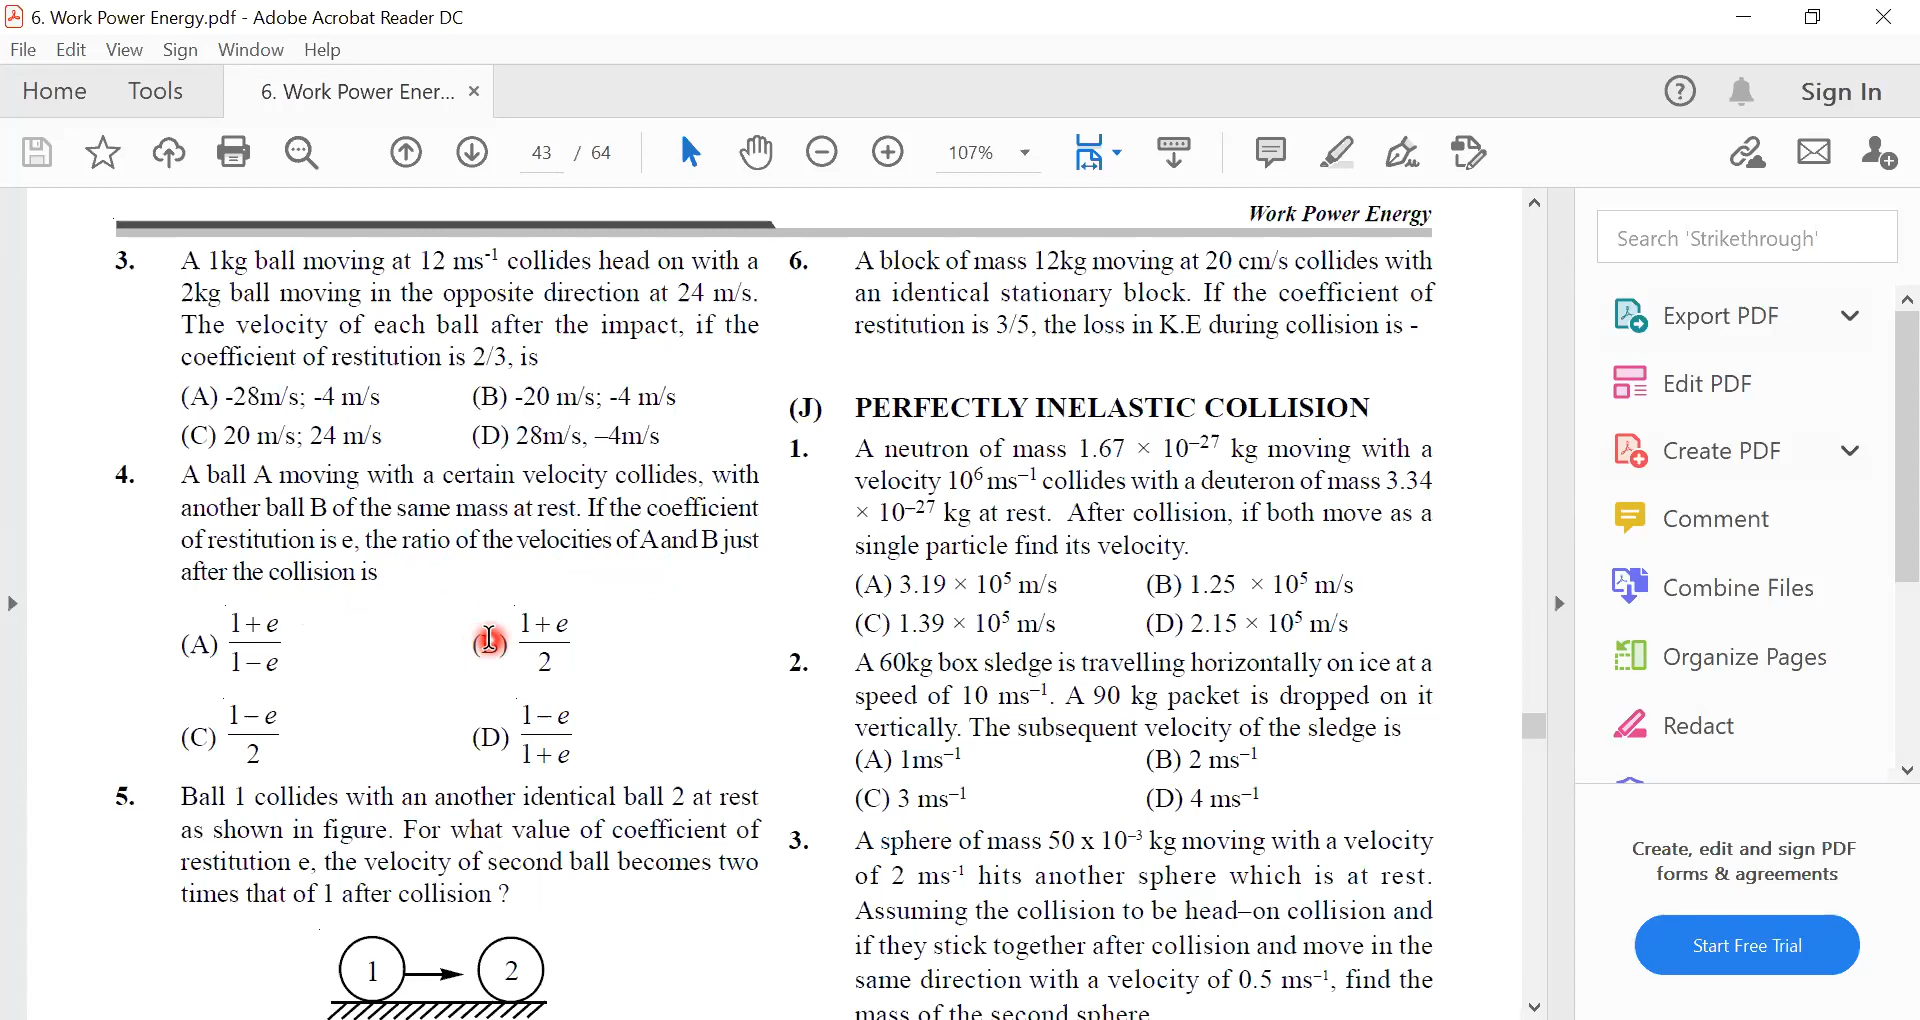 6. Work Power Energy.pdf - Adobe Acrobat Reader DC
File Edit View Sign Window Help
Home Tools 6. Work Power Ener... × Sign In
43 / 64 107%
Work Power Energy
3. A 1kg ball moving at 12 ms⁻¹ collides head on with a
2kg ball moving in the opposite direction at 24 m/s.
The velocity of each ball after the impact, if the
coefficient of restitution is 2/3, is
(A) -28m/s; -4 m/s (B) -20 m/s; -4 m/s
(C) 20 m/s; 24 m/s (D) 28m/s, –4m/s
4. A ball A moving with a certain velocity collides, with
another ball B of the same mass at rest. If the coefficient
of restitution is e, the ratio of the velocities of A and B just
after the collision is
(A) (1+e)/(1−e) (1+e)/2
(C) (1−e)/2 (D) (1−e)/(1+e)
5. Ball 1 collides with an another identical ball 2 at rest
as shown in figure. For what value of coefficient of
restitution e, the velocity of second ball becomes two
times that of 1 after collision ?
1 2
6. A block of mass 12kg moving at 20 cm/s collides with
an identical stationary block. If the coefficient of
restitution is 3/5, the loss in K.E during collision is -
(J) PERFECTLY INELASTIC COLLISION
1. A neutron of mass 1.67 × 10⁻²⁷ kg moving with a
velocity 10⁶ ms⁻¹ collides with a deuteron of mass 3.34
× 10⁻²⁷ kg at rest. After collision, if both move as a
single particle find its velocity.
(A) 3.19 × 10⁵ m/s (B) 1.25 × 10⁵ m/s
(C) 1.39 × 10⁵ m/s (D) 2.15 × 10⁵ m/s
2. A 60kg box sledge is travelling horizontally on ice at a
speed of 10 ms⁻¹. A 90 kg packet is dropped on it
vertically. The subsequent velocity of the sledge is
(A) 1ms⁻¹ (B) 2 ms⁻¹
(C) 3 ms⁻¹ (D) 4 ms⁻¹
3. A sphere of mass 50 x 10⁻³ kg moving with a velocity
of 2 ms⁻¹ hits another sphere which is at rest.
Assuming the collision to be head–on collision and
if they stick together after collision and move in the
same direction with a velocity of 0.5 ms⁻¹, find the
mass of the second sphere
Search 'Strikethrough'
Export PDF
Edit PDF
Create PDF
Comment
Combine Files
Organize Pages
Redact
Create, edit and sign PDF
forms & agreements
Start Free Trial